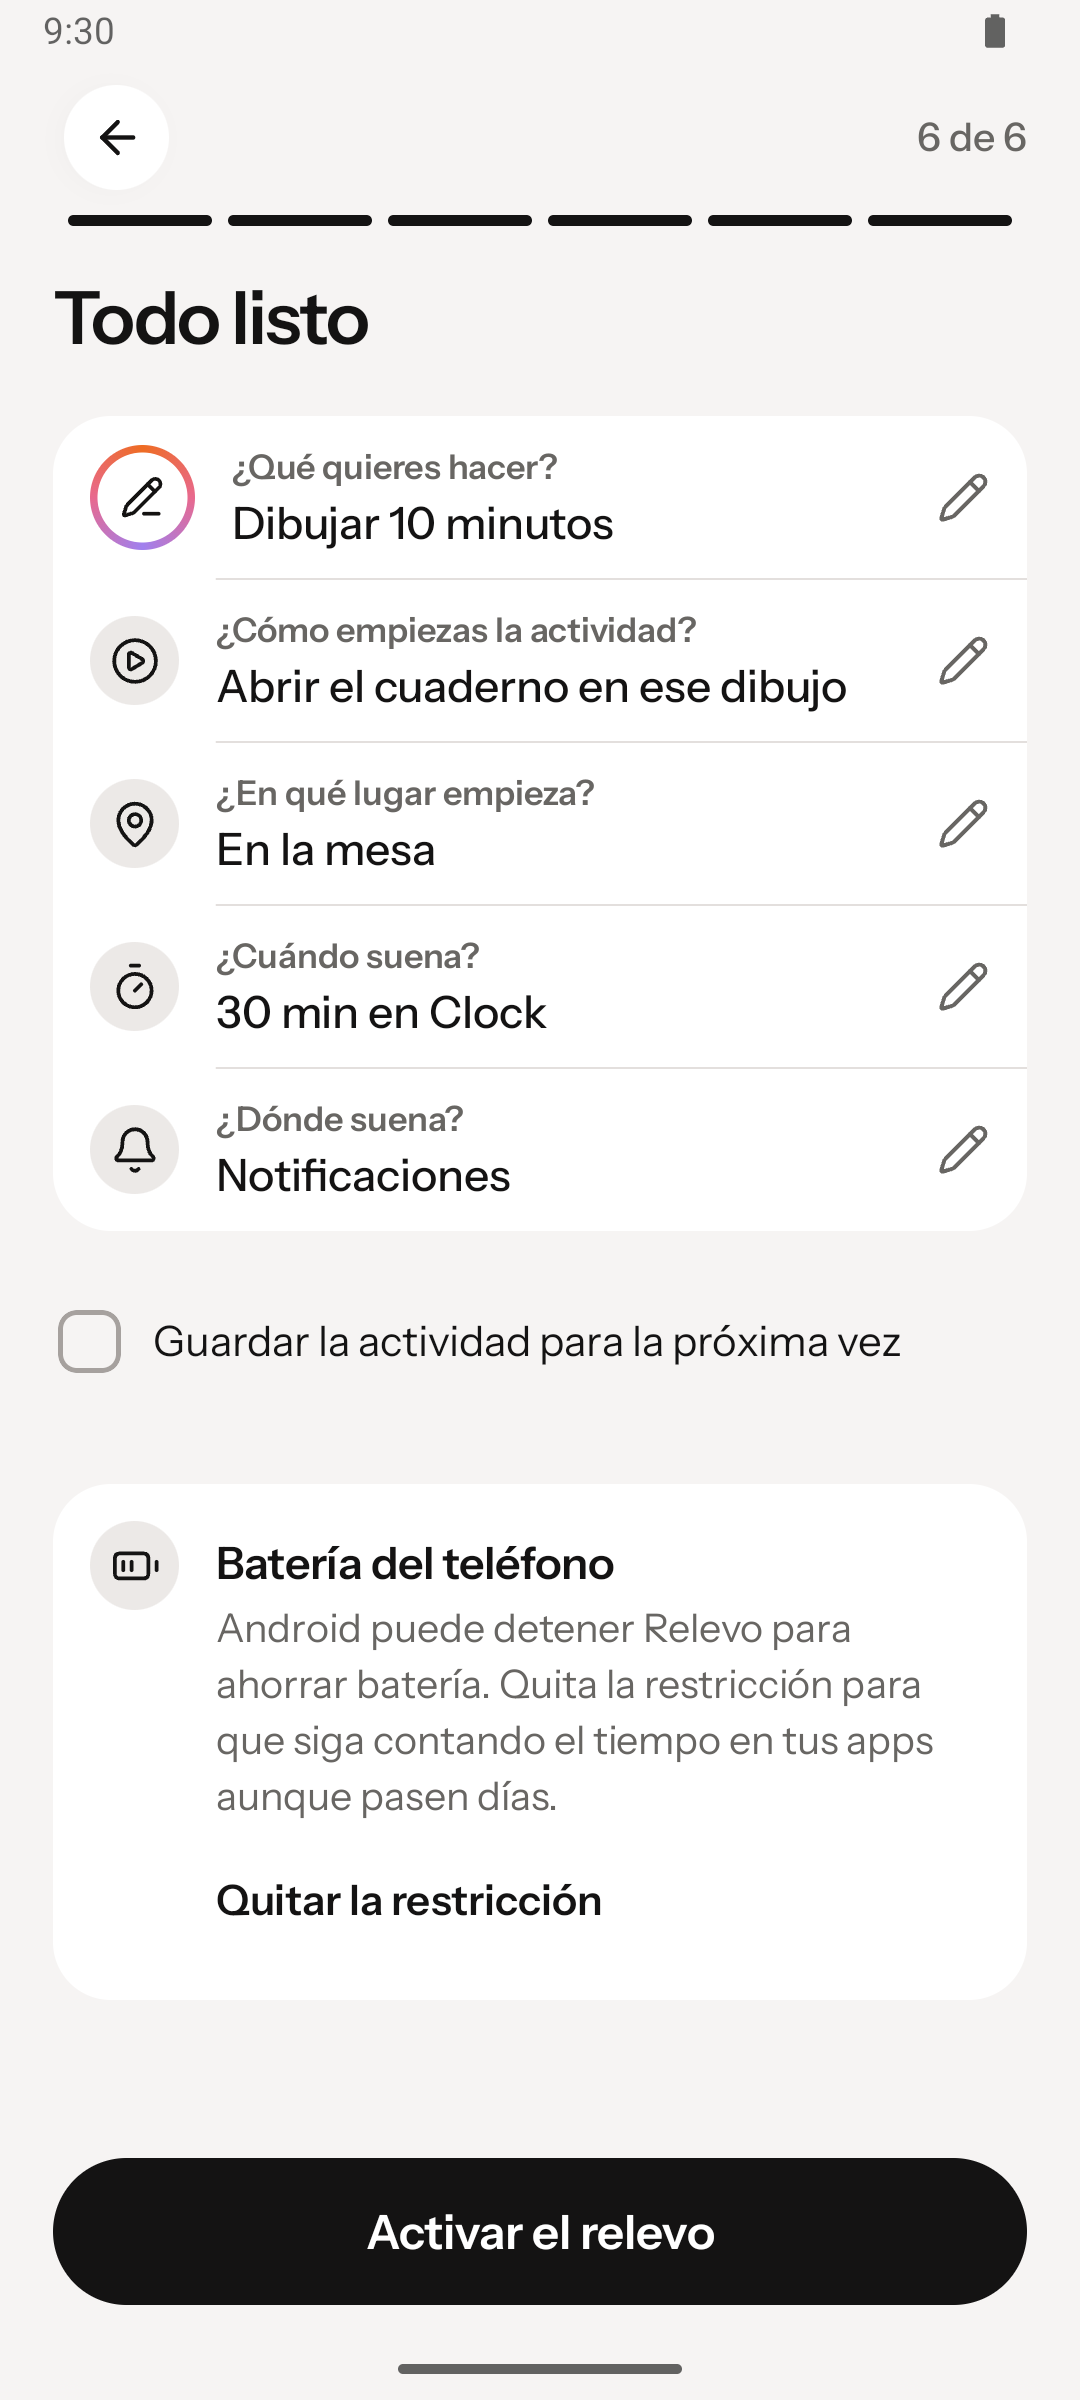 9:30
6 de 6
Todo listo
¿Qué quieres hacer?
Dibujar 10 minutos
¿Cómo empiezas la actividad?
Abrir el cuaderno en ese dibujo
¿En qué lugar empieza?
En la mesa
¿Cuándo suena?
30 min en Clock
¿Dónde suena?
Notificaciones
Guardar la actividad para la próxima vez
Batería del teléfono
Android puede detener Relevo para
ahorrar batería. Quita la restricción para
que siga contando el tiempo en tus apps
aunque pasen días.
Quitar la restricción
Activar el relevo